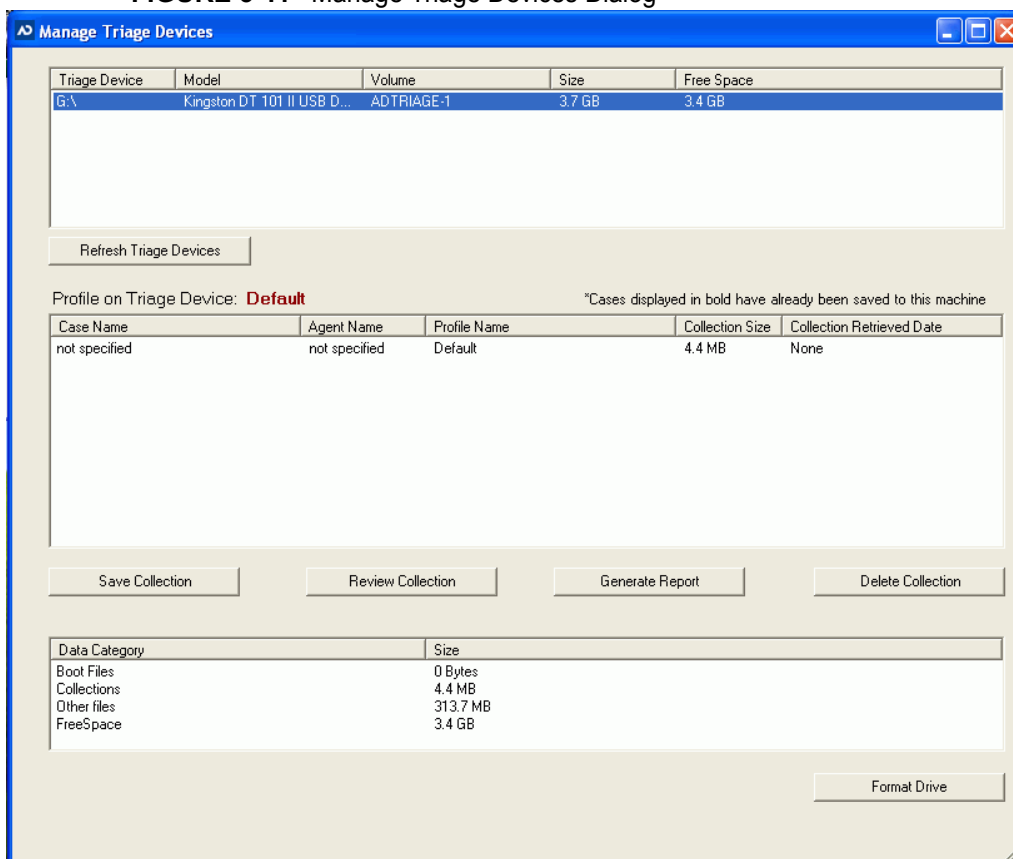 Manage Triage Devices Dialog
Manage Triage Devices
Triage Device Model Volume Size Free Space
G:\ Kingston DT 101 II USB D... ADTRIAGE-1 3.7 GB 3.4 GB
Refresh Triage Devices
Profile on Triage Device: Default *Cases displayed in bold have already been saved to this machine
Case Name Agent Name Profile Name Collection Size Collection Retrieved Date
not specified not specified Default 4.4 MB None
Save Collection Review Collection Generate Report Delete Collection
Data Category Size
Boot Files 0 Bytes
Collections 4.4 MB
Other files 313.7 MB
FreeSpace 3.4 GB
Format Drive